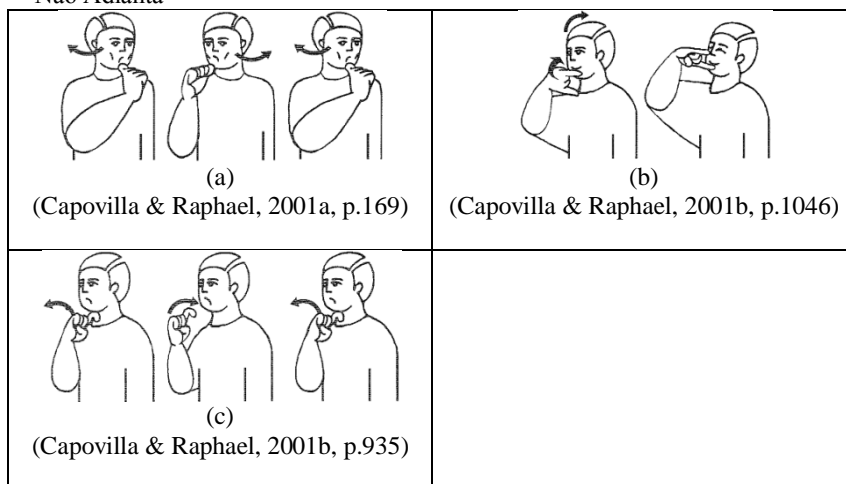 Não Adianta
(a)
(b)
(Capovilla & Raphael, 2001a, p.169)
(Capovilla & Raphael, 2001b, p.1046)
(c)
(Capovilla & Raphael, 2001b, p.935)